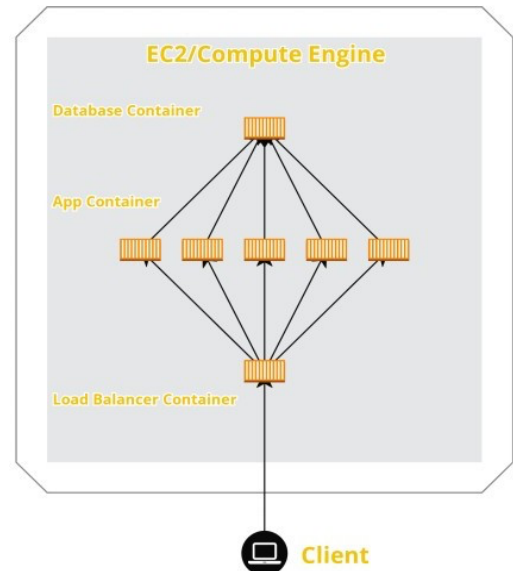 EC2/Compute Engine
Database Container
App Container
Load Balancer Container
Client